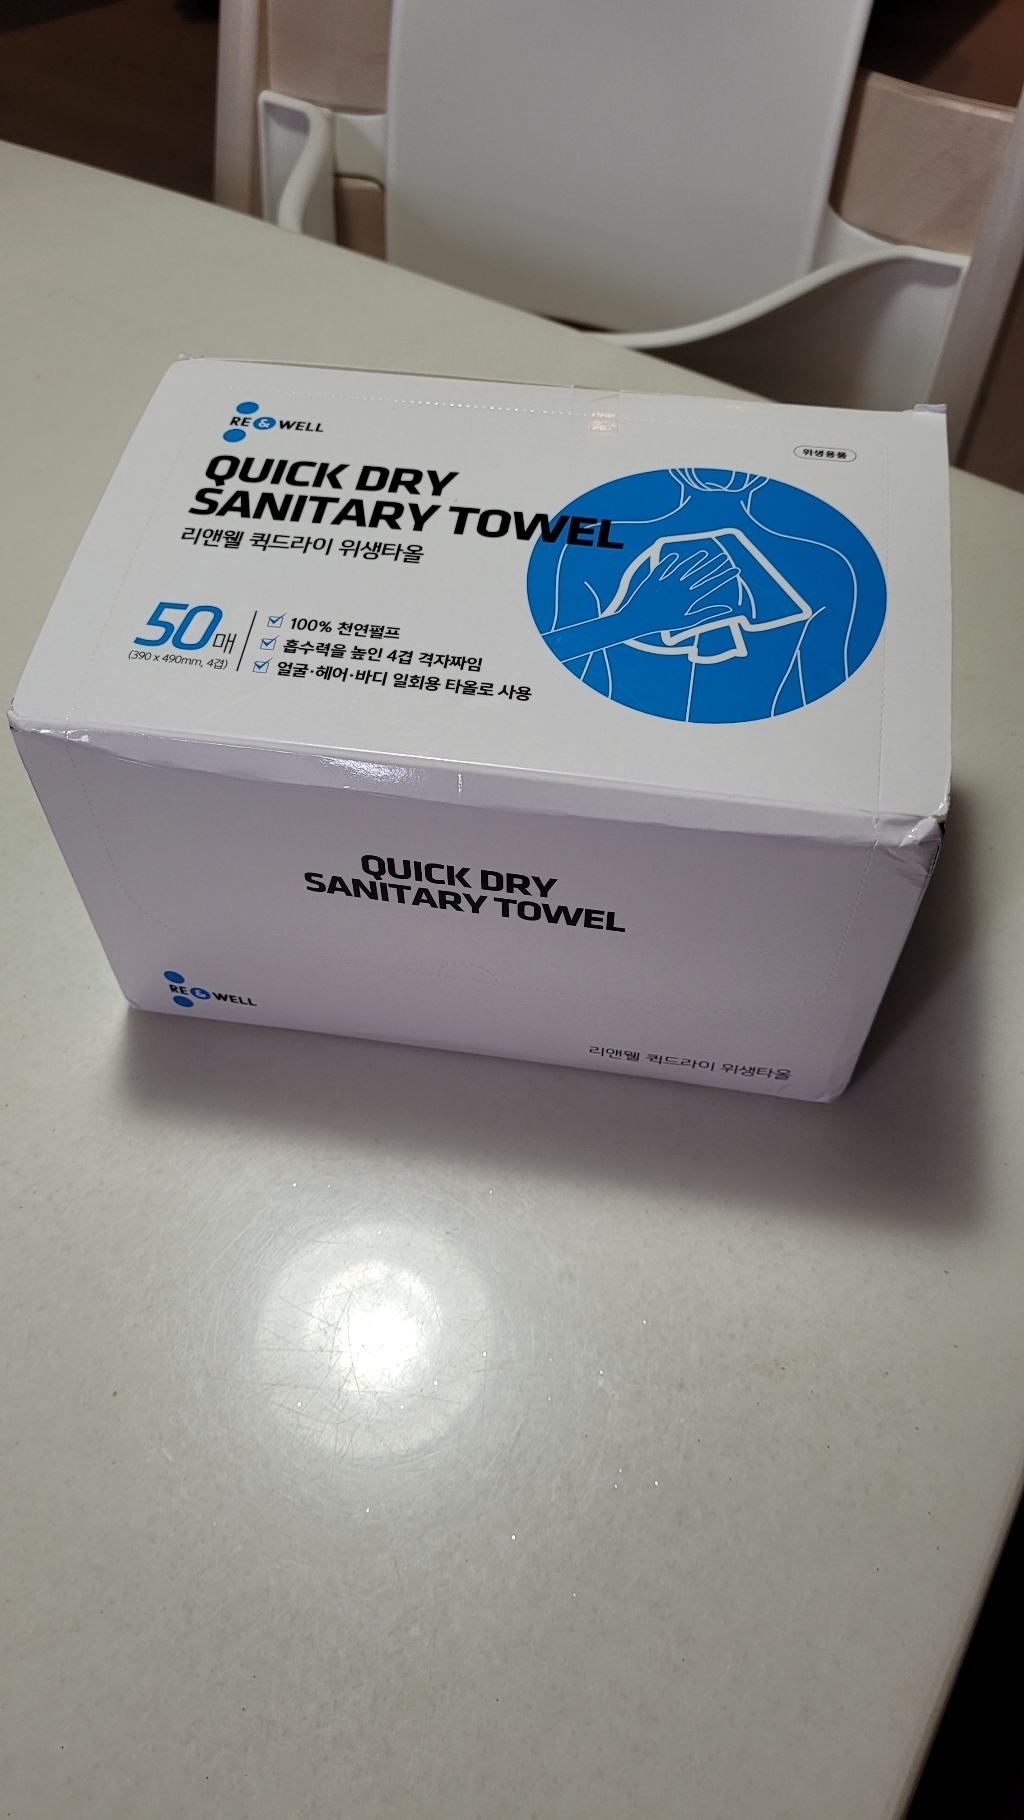 RE & WELL
위생용품
QUICK DRY
SANITARY TOWEL
리앤웰 퀵드라이 위생타올
50매
(390 x 490mm, 4겹)
100% 천연펄프
흡수력을 높인 4겹 격자짜임
얼굴·헤어·바디 일회용 타올로 사용
QUICK DRY
SANITARY TOWEL
RE & WELL
리앤웰 퀵드라이 위생타올